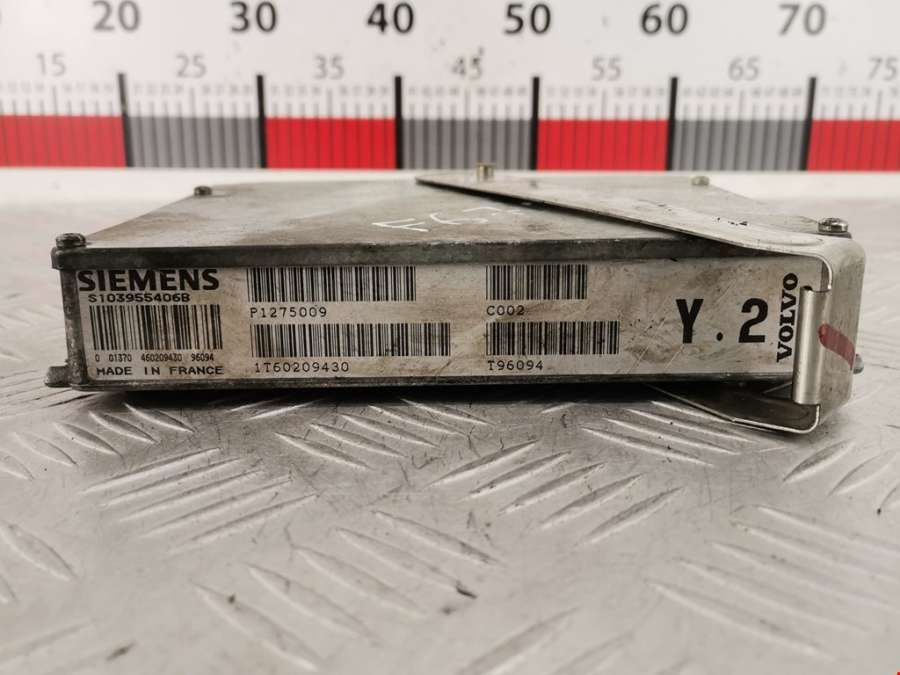 20 30 40 50 60 70
15 25 35 45 55 65 75
SIEMENS
S103955406B
0 01370 460209430 96094
MADE IN FRANCE
P1275009
1T60209430
C002
T96094
Y.2
VOLVO